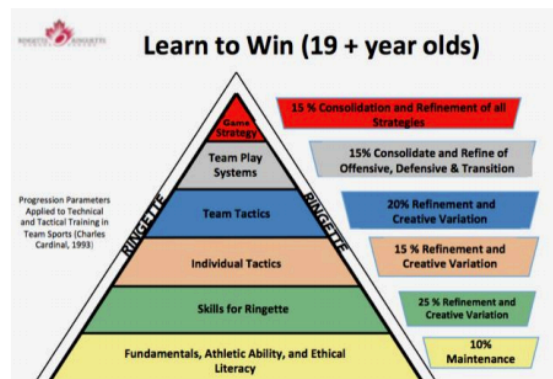 Learn to Win (19 + year olds)
Game
Strategy
15 % Consolidation and Refinement of all
Strategies
Team Play
Systems
15% Consolidate and Refine of
Offensive, Defensive & Transition
Progression Parameters
Applied to Technical
and Tactical Training in
Team Sports (Charles
Cardinal, 1993)
RINGETTE
RINGETTE
Team Tactics
20% Refinement and
Creative Variation
Individual Tactics
15 % Refinement and
Creative Variation
Skills for Ringette
25 % Refinement and
Creative Variation
Fundamentals, Athletic Ability, and Ethical
Literacy
10%
Maintenance